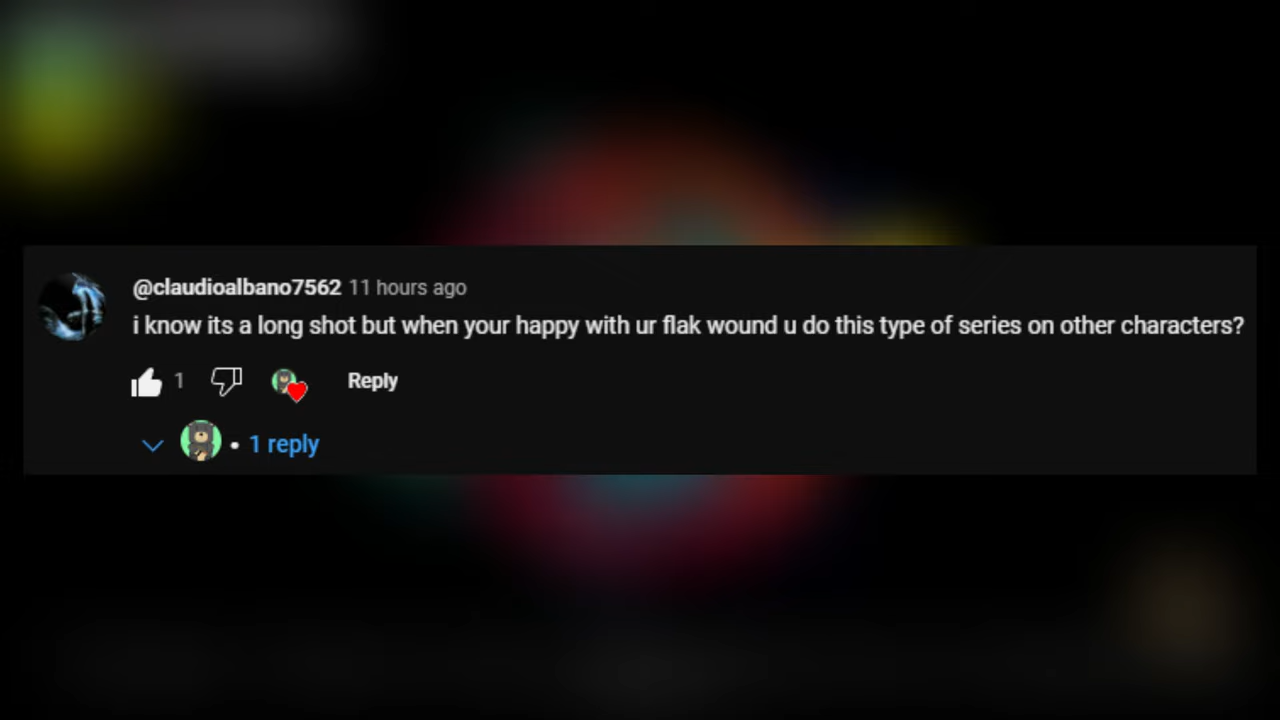 @claudioalbano7562 11 hours ago
i know its a long shot but when your happy with ur flak wound u do this type of series on other characters?
1 Reply
• 1 reply